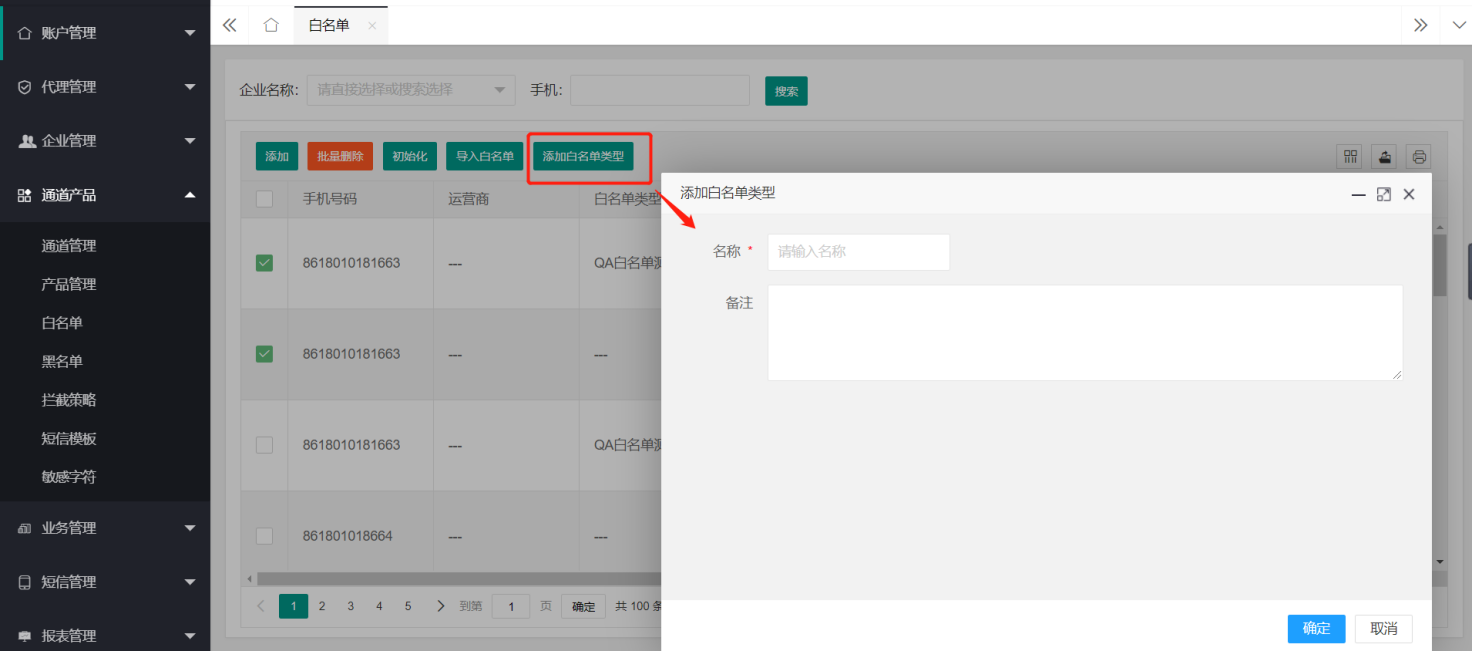 账户管理
代理管理
企业管理
通道产品
通道管理
产品管理
白名单
黑名单
拦截策略
短信模板
敏感字符
业务管理
短信管理
报表管理
白名单
企业名称: 请直接选择或搜索选择 手机: 搜索
添加 批量删除 初始化 导入白名单 添加白名单类型
手机号码 运营商 白名单类型
8618010181663 --- QA白名单测
8618010181663 --- ---
8618010181663 --- QA白名单测
861801018664 --- ---
1 2 3 4 5 到第 1 页 确定 共 100 条
添加白名单类型
名称 * 请输入名称
备注
确定 取消